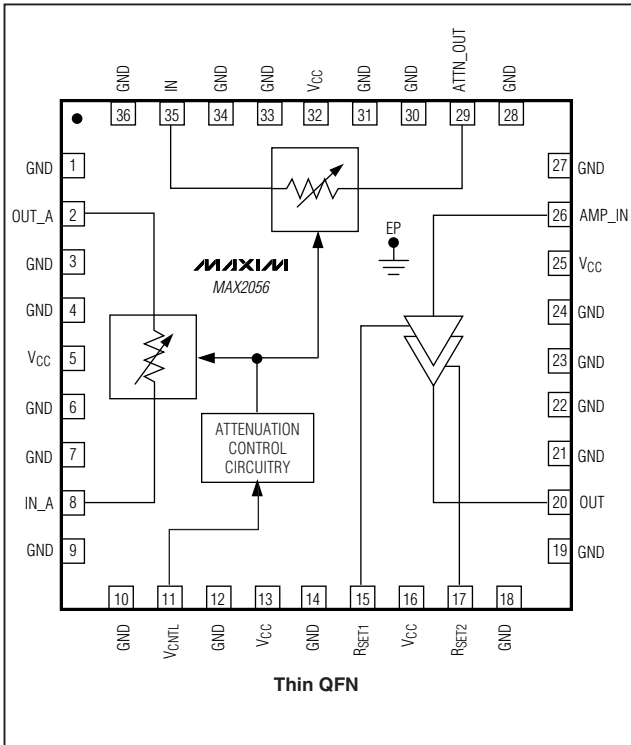 GND
IN
GND
GND
VCC
GND
GND
ATTN_OUT
GND
36
35
34
33
32
31
30
29
28
GND 1
OUT_A 2
GND 3
GND 4
VCC 5
GND 6
GND 7
IN_A 8
GND 9
27 GND
26 AMP_IN
25 VCC
24 GND
23 GND
22 GND
21 GND
20 OUT
19 GND
EP
MAXIM
MAX2056
ATTENUATION
CONTROL
CIRCUITRY
10
11
12
13
14
15
16
17
18
GND
VCNTL
GND
VCC
GND
RSET1
VCC
RSET2
GND
Thin QFN